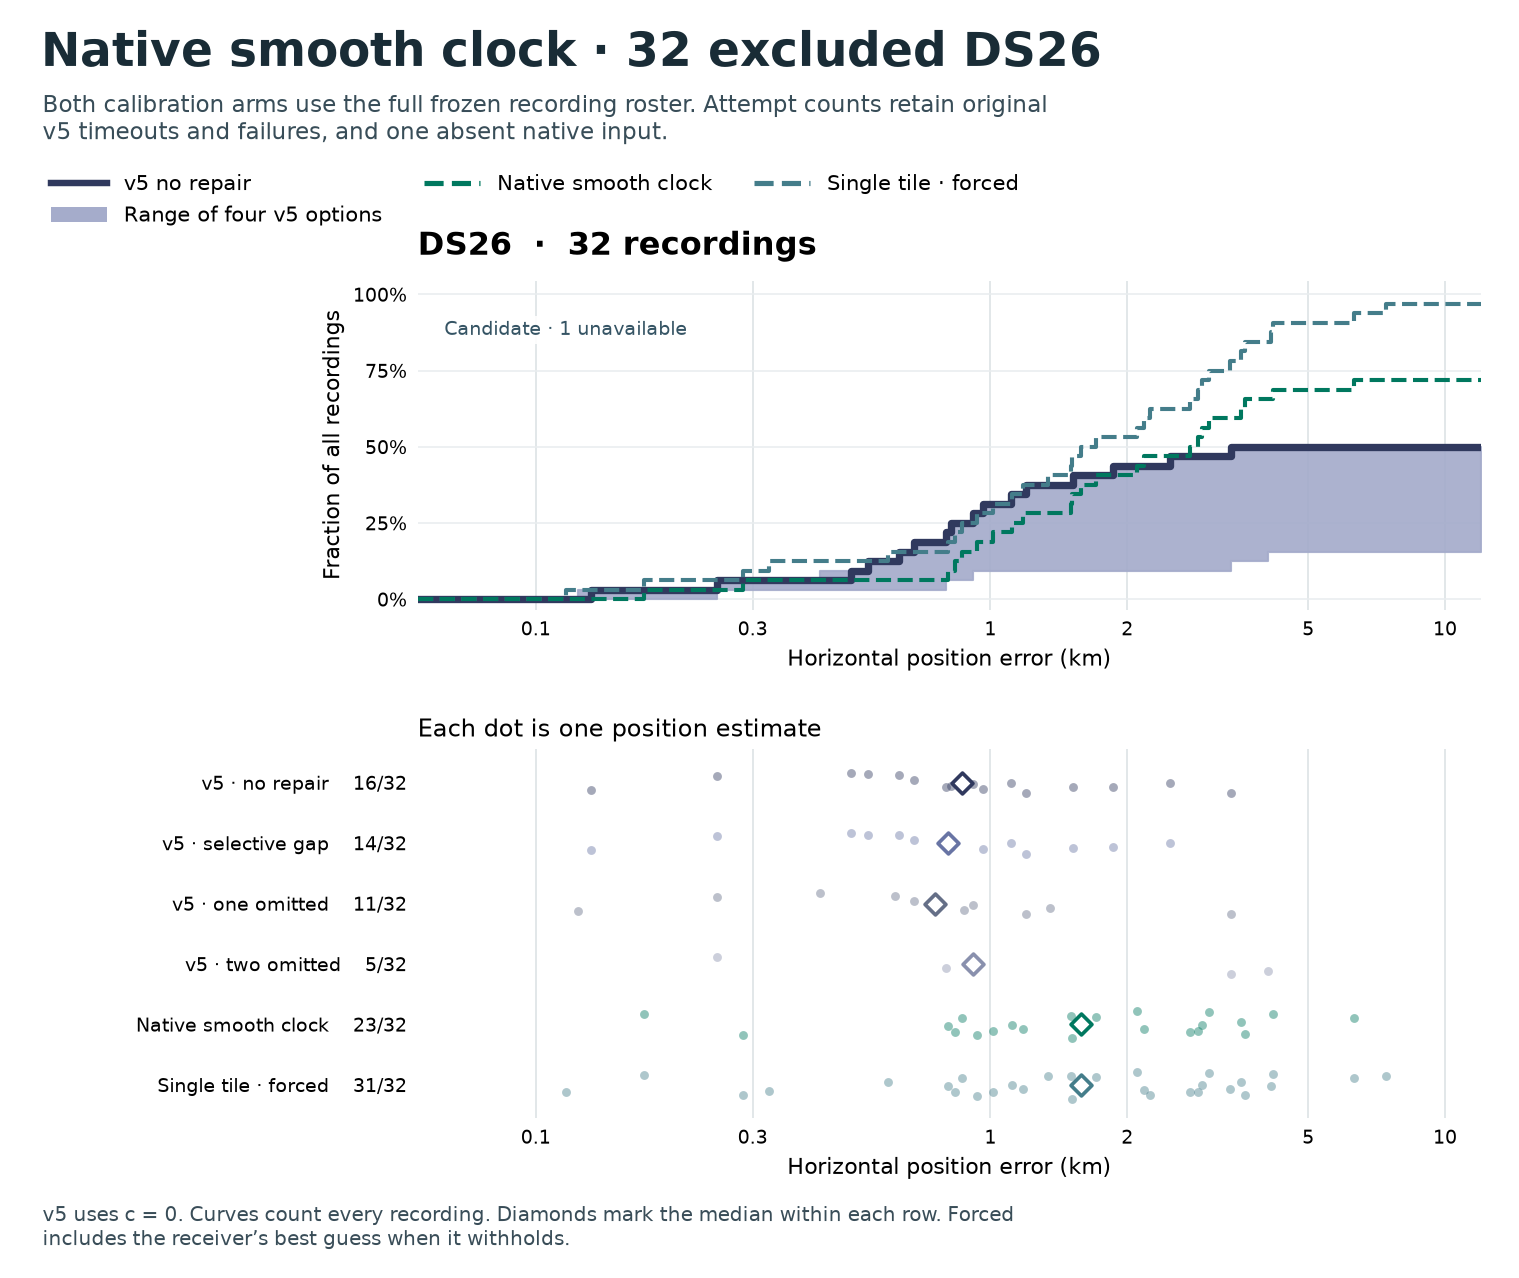 Native smooth clock · 32 excluded DS26
Both calibration arms use the full frozen recording roster. Attempt counts retain original
v5 timeouts and failures, and one absent native input.
v5 no repair
Native smooth clock
Single tile · forced
Range of four v5 options
DS26 · 32 recordings
Fraction of all recordings
100%
75%
50%
25%
0%
Candidate · 1 unavailable
0.1 0.3 1 2 5 10
Horizontal position error (km)
Each dot is one position estimate
v5 · no repair 16/32
v5 · selective gap 14/32
v5 · one omitted 11/32
v5 · two omitted 5/32
Native smooth clock 23/32
Single tile · forced 31/32
0.1 0.3 1 2 5 10
Horizontal position error (km)
v5 uses c = 0. Curves count every recording. Diamonds mark the median within each row. Forced
includes the receiver’s best guess when it withholds.